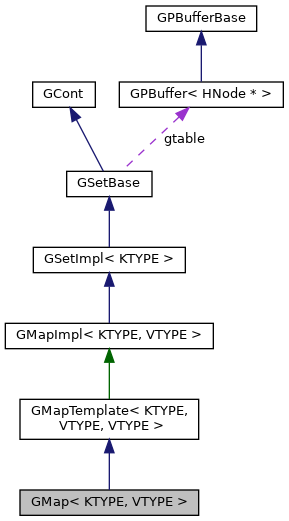 GPBufferBase
GCont
GPBuffer< HNode * >
gtable
GSetBase
GSetImpl< KTYPE >
GMapImpl< KTYPE, VTYPE >
GMapTemplate< KTYPE,
VTYPE, VTYPE >
GMap< KTYPE, VTYPE >